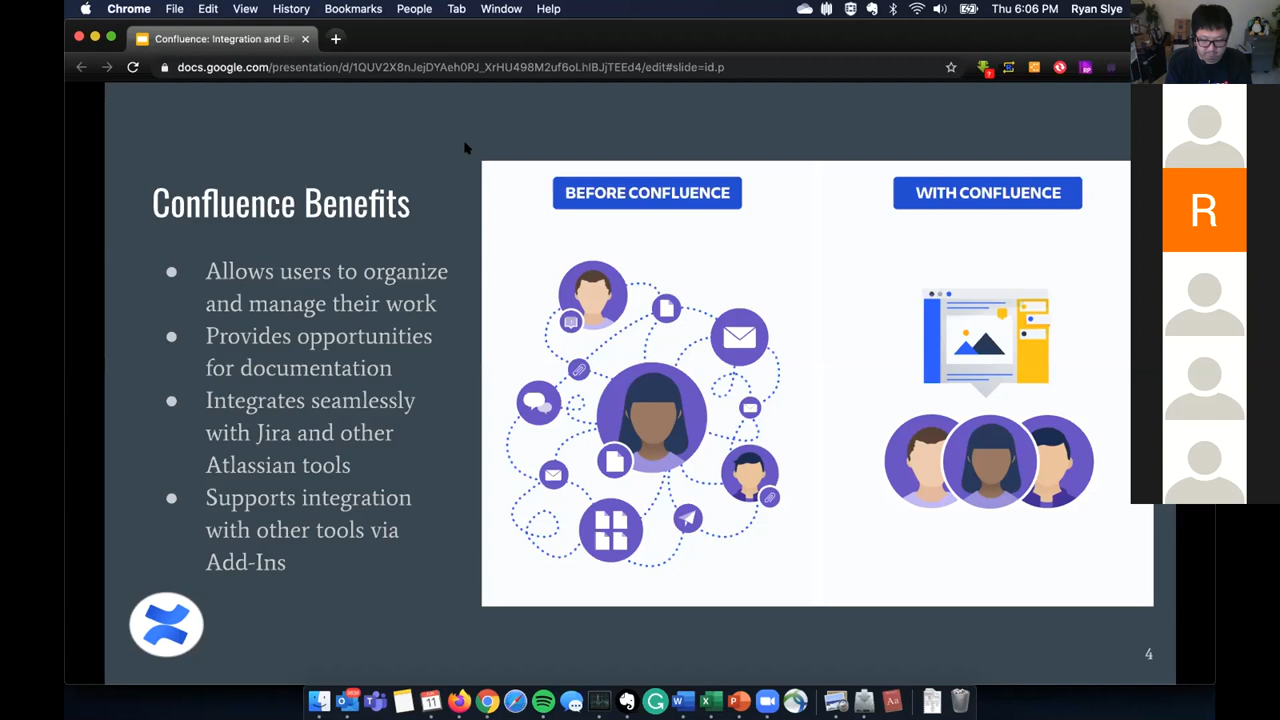 Chrome File Edit View History Bookmarks People Tab Window Help Thu 6:06 PM Ryan Slye
Confluence: Integration and Be
docs.google.com/presentation/d/1QUV2X8nJejDYAeh0PJ_XrHU498M2uf6oLhIBJjTEEd4/edit#slide=id.p
Confluence Benefits
● Allows users to organize
and manage their work
● Provides opportunities
for documentation
● Integrates seamlessly
with Jira and other
Atlassian tools
● Supports integration
with other tools via
Add-Ins
BEFORE CONFLUENCE
WITH CONFLUENCE
R
4
11